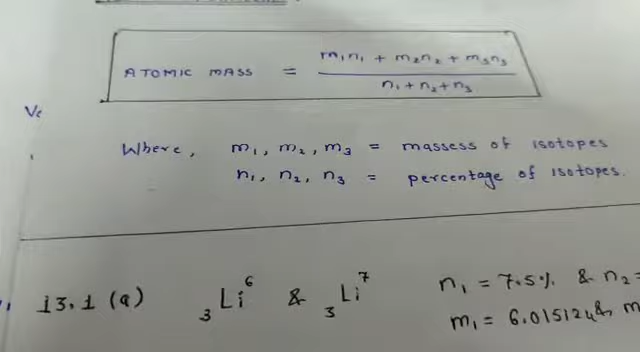 ATOMIC MASS = m₁n₁ + m₂n₂ + m₃n₃ / n₁ + n₂ + n₃
Where, m₁, m₂, m₃ = massess of isotopes
n₁, n₂, n₃ = percentage of isotopes.
13.1 (a) ₃Li⁶ & ₃Li⁷ n₁ = 7.5% & n₂ =
m₁ = 6.01512u & m